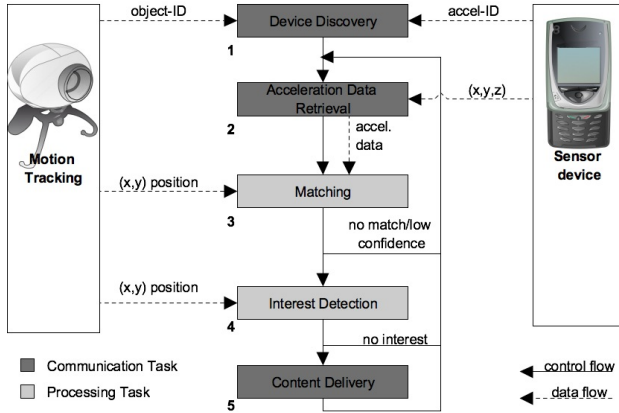 object-ID
Device Discovery
accel-ID
1
Acceleration Data
Retrieval
(x,y,z)
2
accel.
data
Motion
Tracking
Sensor
device
(x,y) position
Matching
3
no match/low
confidence
(x,y) position
Interest Detection
4
no interest
Communication Task
control flow
Content Delivery
Processing Task
data flow
5